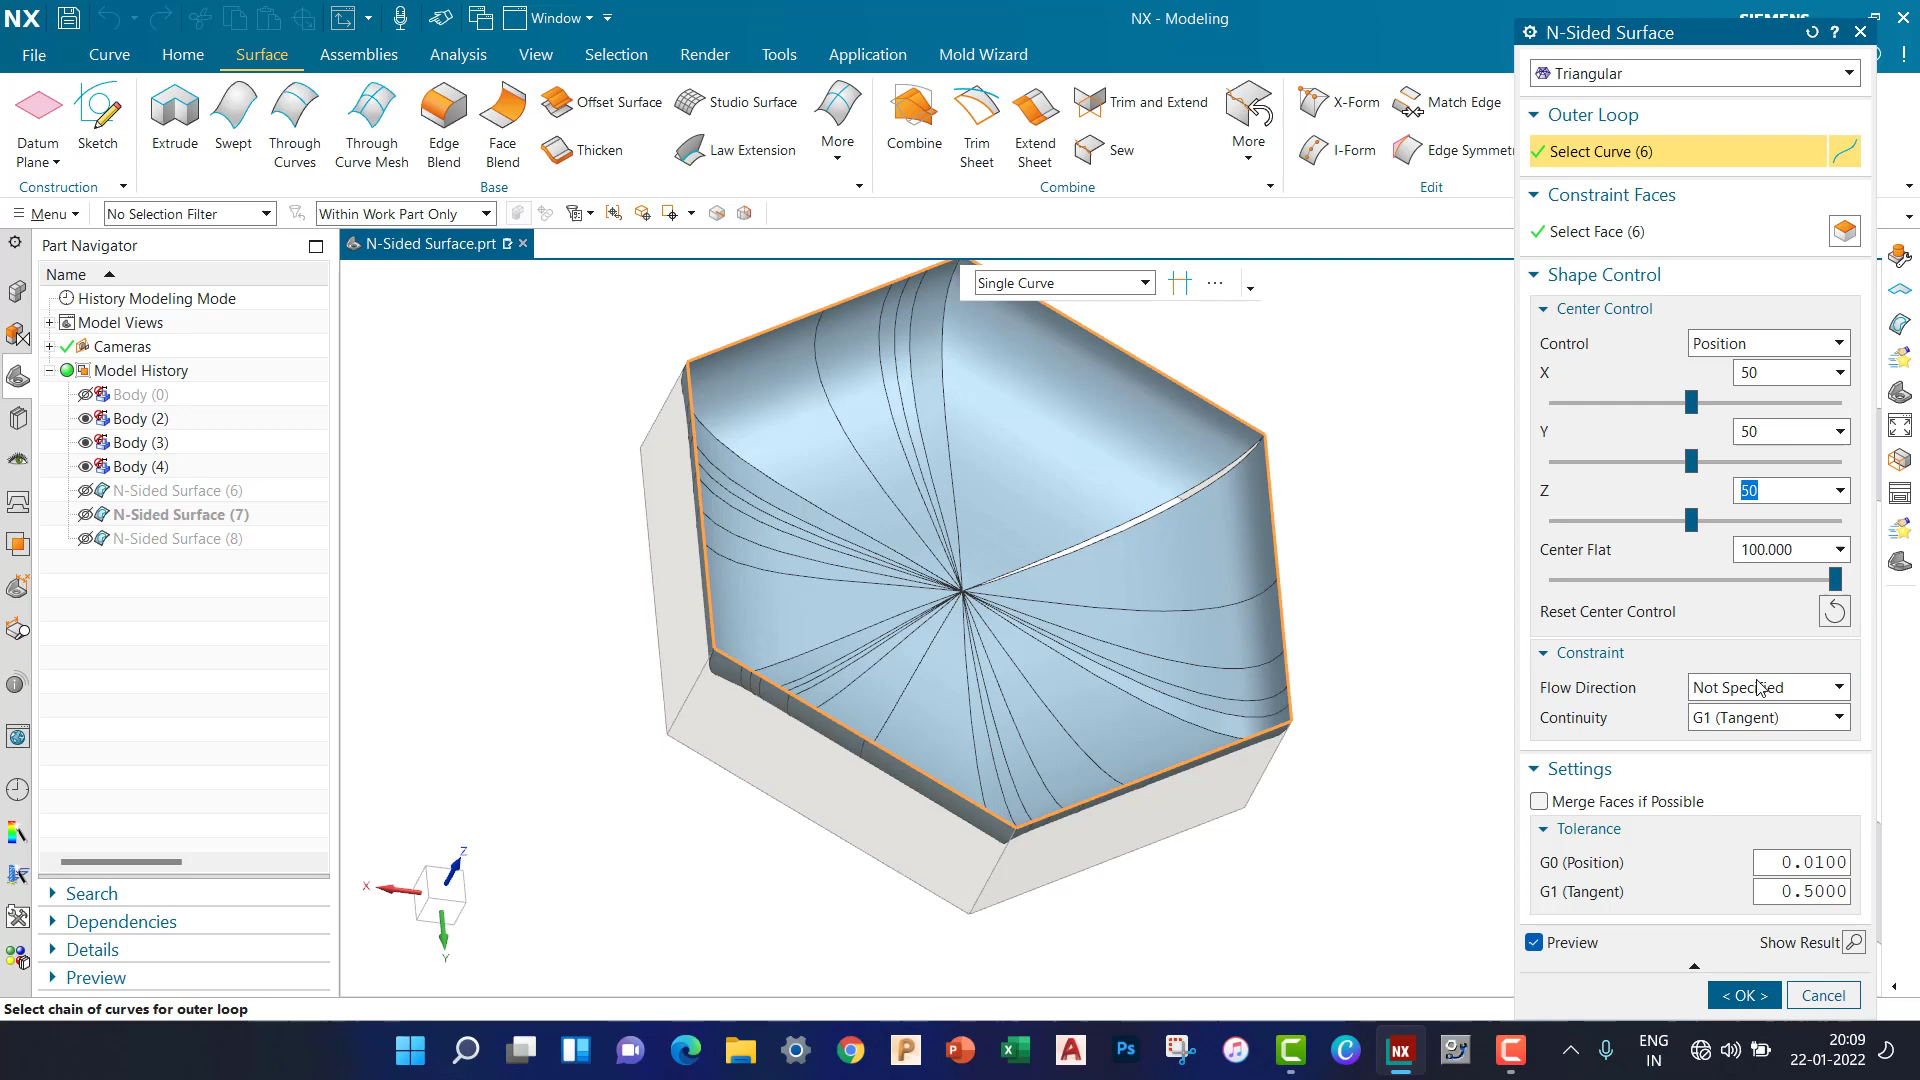 NX
Window
NX - Modeling
File
Curve
Home
Surface
Assemblies
Analysis
View
Selection
Render
Tools
Application
Mold Wizard
Datum Plane
Sketch
Extrude
Swept
Through Curves
Through Curve Mesh
Edge Blend
Face Blend
Offset Surface
Thicken
Studio Surface
Law Extension
More
Combine
Trim Sheet
Extend Sheet
Trim and Extend
Sew
More
X-Form
I-Form
Match Edge
Edge Symmetr
Construction
Base
Combine
Edit
Menu
No Selection Filter
Within Work Part Only
Part Navigator
Name
History Modeling Mode
Model Views
Cameras
Model History
Body (0)
Body (2)
Body (3)
Body (4)
N-Sided Surface (6)
N-Sided Surface (7)
N-Sided Surface (8)
Search
Dependencies
Details
Preview
N-Sided Surface.prt
Single Curve
X
Z
Y
N-Sided Surface
Triangular
Outer Loop
Select Curve (6)
Constraint Faces
Select Face (6)
Shape Control
Center Control
Control
Position
X
50
Y
50
Z
50
Center Flat
100.000
Reset Center Control
Constraint
Flow Direction
Not Specified
Continuity
G1 (Tangent)
Settings
Merge Faces if Possible
Tolerance
G0 (Position)
0.0100
G1 (Tangent)
0.5000
Preview
Show Result
< OK >
Cancel
Select chain of curves for outer loop
ENG
IN
20:09
22-01-2022